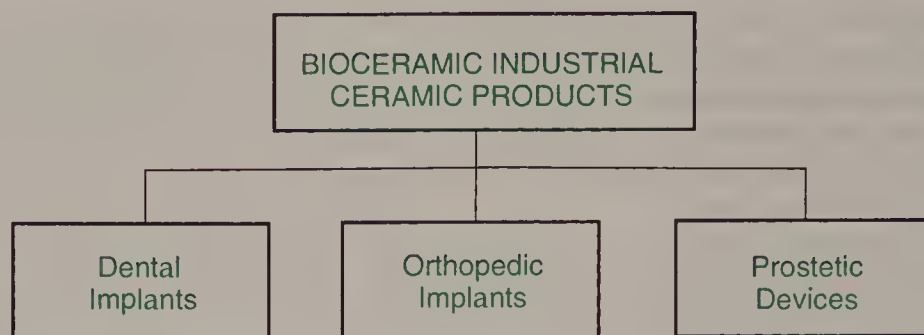 BIOCERAMIC INDUSTRIAL
CERAMIC PRODUCTS
Dental
Implants
Orthopedic
Implants
Prostetic
Devices